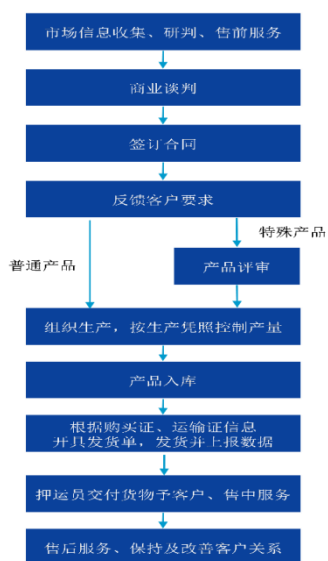 市场信息收集、研判、售前服务
商业谈判
签订合同
反馈客户要求
特殊产品
普通产品
产品评审
组织生产，按生产凭照控制产量
产品入库
根据购买证、运输证信息
开具发货单，发货并上报数据
押运员交付货物予客户、售中服务
售后服务、保持及改善客户关系